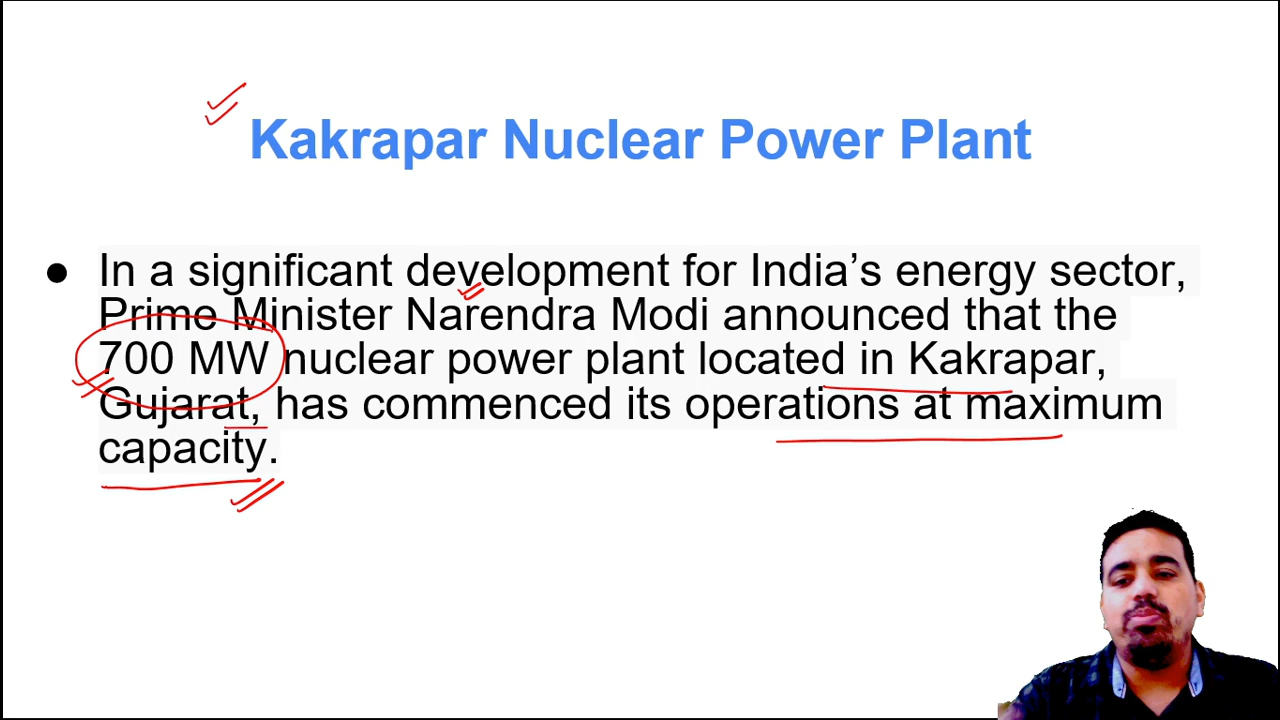 Kakrapar Nuclear Power Plant
● In a significant development for India’s energy sector,
Prime Minister Narendra Modi announced that the
700 MW nuclear power plant located in Kakrapar,
Gujarat, has commenced its operations at maximum
capacity.